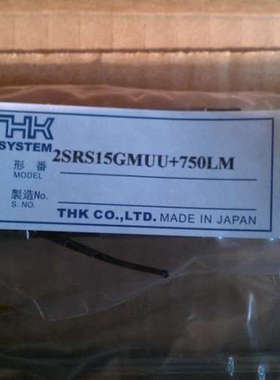 THK
SYSTEM
形番 2SRS15GMUU+750LM
MODEL
製造No.
S. NO.
THK CO.,LTD. MADE IN JAPAN